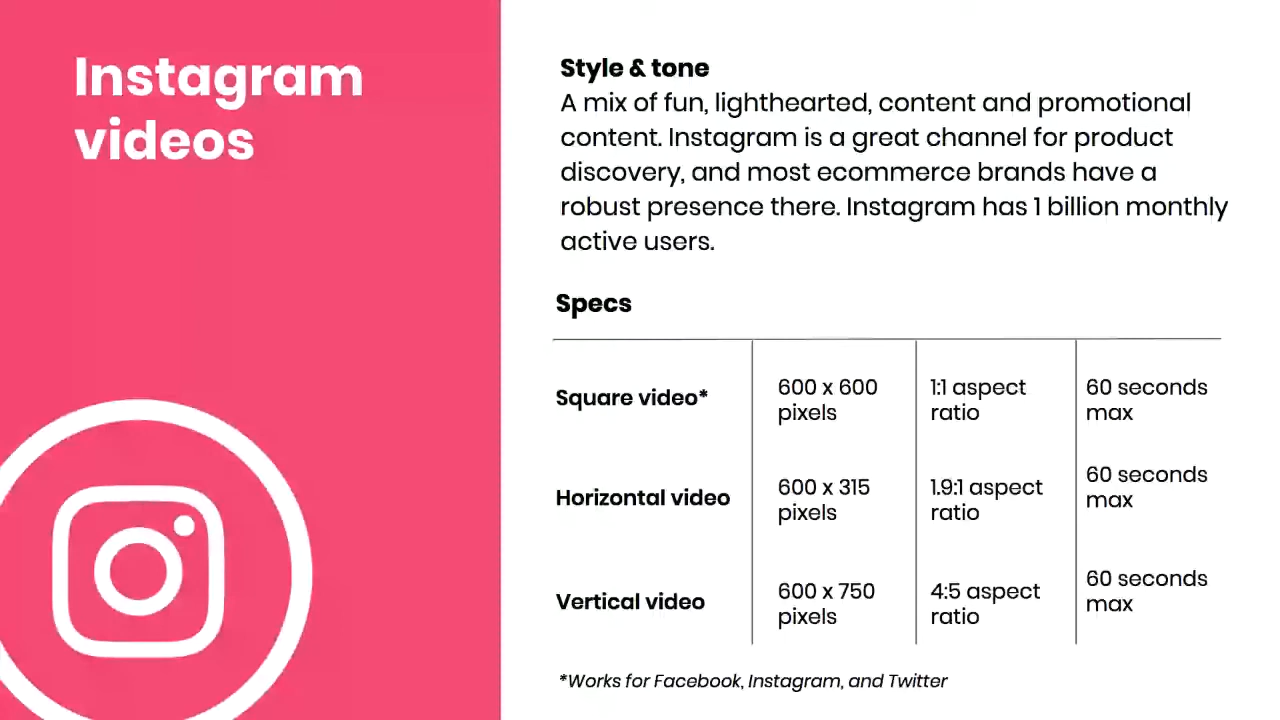 Instagram
videos
Style & tone
A mix of fun, lighthearted, content and promotional
content. Instagram is a great channel for product
discovery, and most ecommerce brands have a
robust presence there. Instagram has 1 billion monthly
active users.
Specs
Square video*
600 x 600
pixels
1:1 aspect
ratio
60 seconds
max
Horizontal video
600 x 315
pixels
1.9:1 aspect
ratio
60 seconds
max
Vertical video
600 x 750
pixels
4:5 aspect
ratio
60 seconds
max
*Works for Facebook, Instagram, and Twitter